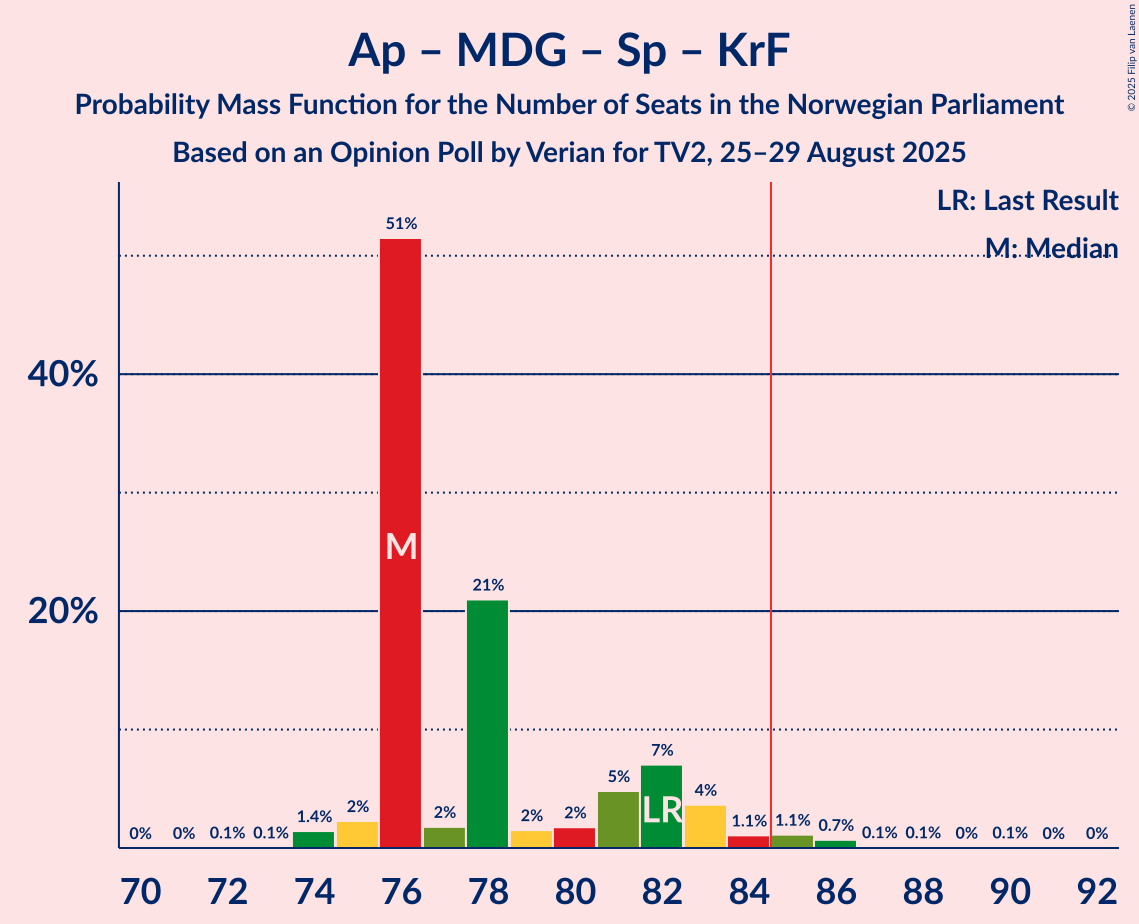 Ap – MDG – Sp – KrF
Probability Mass Function for the Number of Seats in the Norwegian Parliament
Based on an Opinion Poll by Verian for TV2, 25–29 August 2025
© 2025 Filip van Laenen
LR: Last Result
M: Median
40%
20%
0% 0% 0.1% 0.1% 1.4% 2% 51% 2% 21% 2% 2% 5% 7% 4% 1.1% 1.1% 0.7% 0.1% 0.1% 0% 0.1% 0% 0%
M
LR
70 72 74 76 78 80 82 84 86 88 90 92